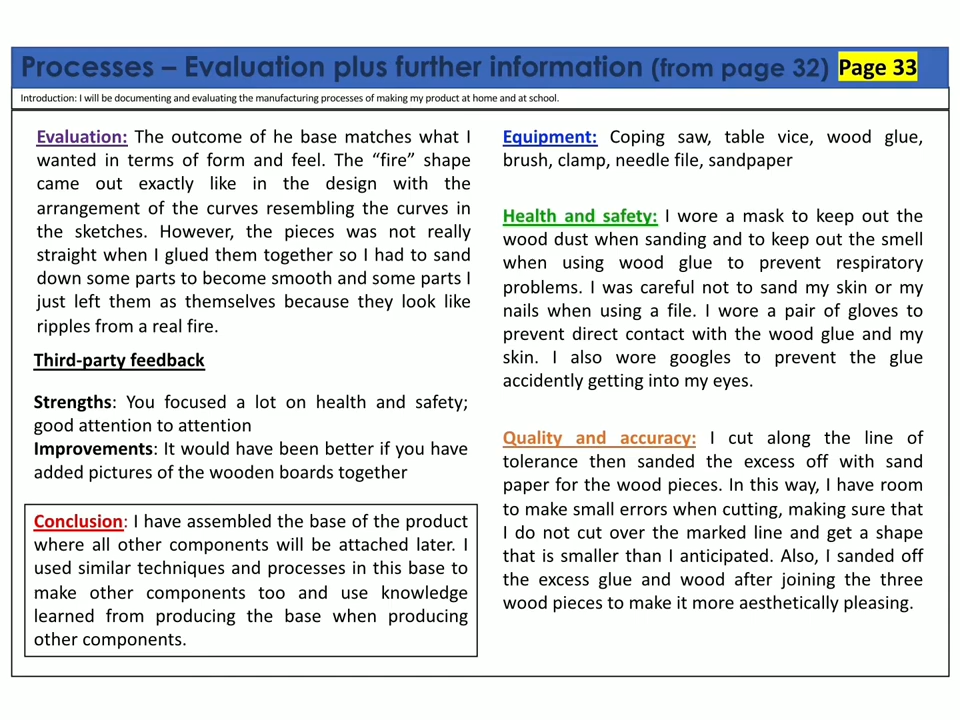 Processes – Evaluation plus further information (from page 32) Page 33
Introduction: I will be documenting and evaluating the manufacturing processes of making my product at home and at school.
Evaluation: The outcome of he base matches what I
wanted in terms of form and feel. The “fire” shape
came out exactly like in the design with the
arrangement of the curves resembling the curves in
the sketches. However, the pieces was not really
straight when I glued them together so I had to sand
down some parts to become smooth and some parts I
just left them as themselves because they look like
ripples from a real fire.
Third-party feedback
Strengths: You focused a lot on health and safety;
good attention to attention
Improvements: It would have been better if you have
added pictures of the wooden boards together
Conclusion: I have assembled the base of the product
where all other components will be attached later. I
used similar techniques and processes in this base to
make other components too and use knowledge
learned from producing the base when producing
other components.
Equipment: Coping saw, table vice, wood glue,
brush, clamp, needle file, sandpaper
Health and safety: I wore a mask to keep out the
wood dust when sanding and to keep out the smell
when using wood glue to prevent respiratory
problems. I was careful not to sand my skin or my
nails when using a file. I wore a pair of gloves to
prevent direct contact with the wood glue and my
skin. I also wore googles to prevent the glue
accidently getting into my eyes.
Quality and accuracy: I cut along the line of
tolerance then sanded the excess off with sand
paper for the wood pieces. In this way, I have room
to make small errors when cutting, making sure that
I do not cut over the marked line and get a shape
that is smaller than I anticipated. Also, I sanded off
the excess glue and wood after joining the three
wood pieces to make it more aesthetically pleasing.